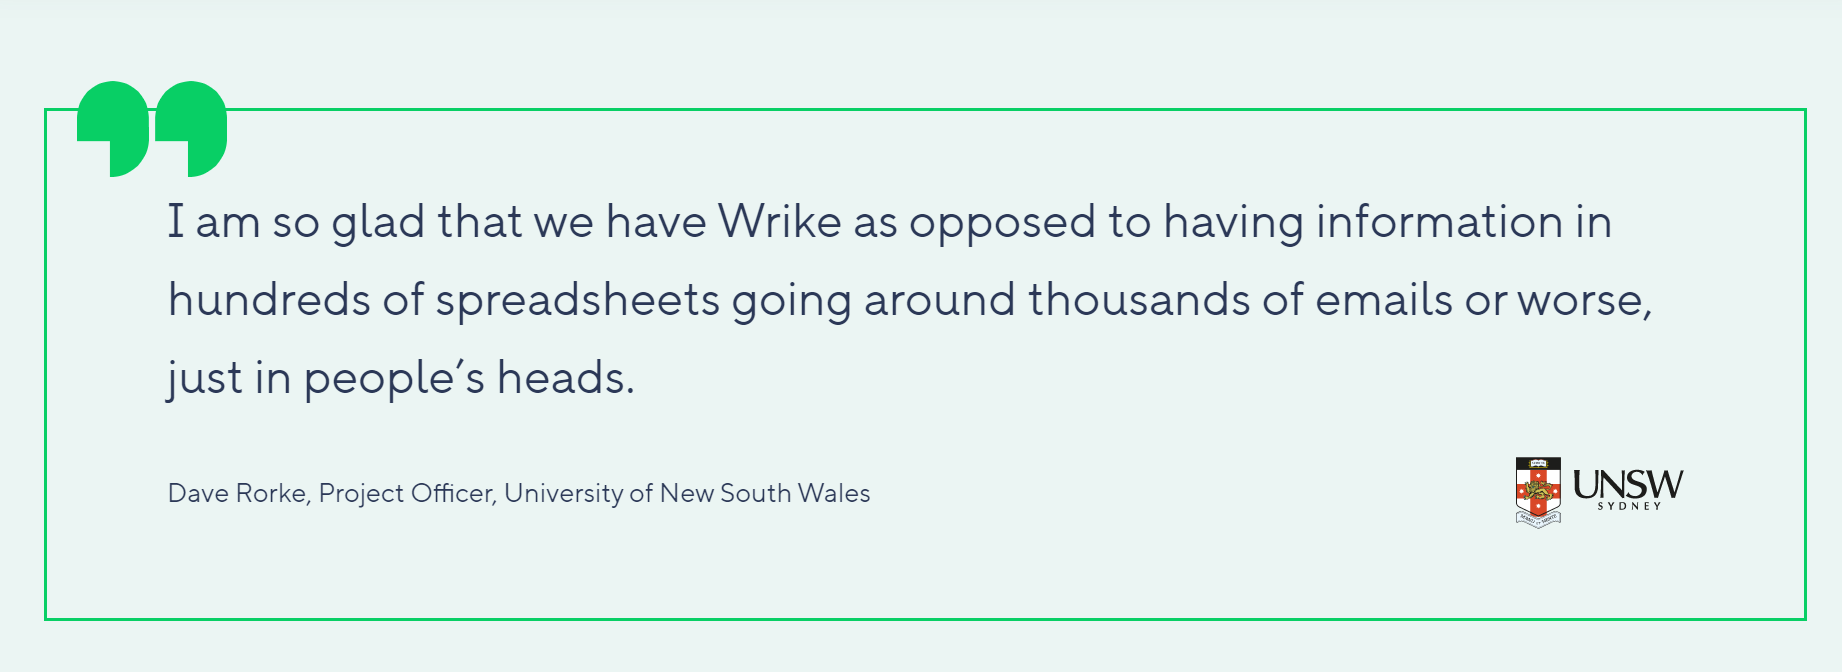 I am so glad that we have Wrike as opposed to having information in
hundreds of spreadsheets going around thousands of emails or worse,
just in people’s heads.
Dave Rorke, Project Officer, University of New South Wales
UNSW
SYDNEY